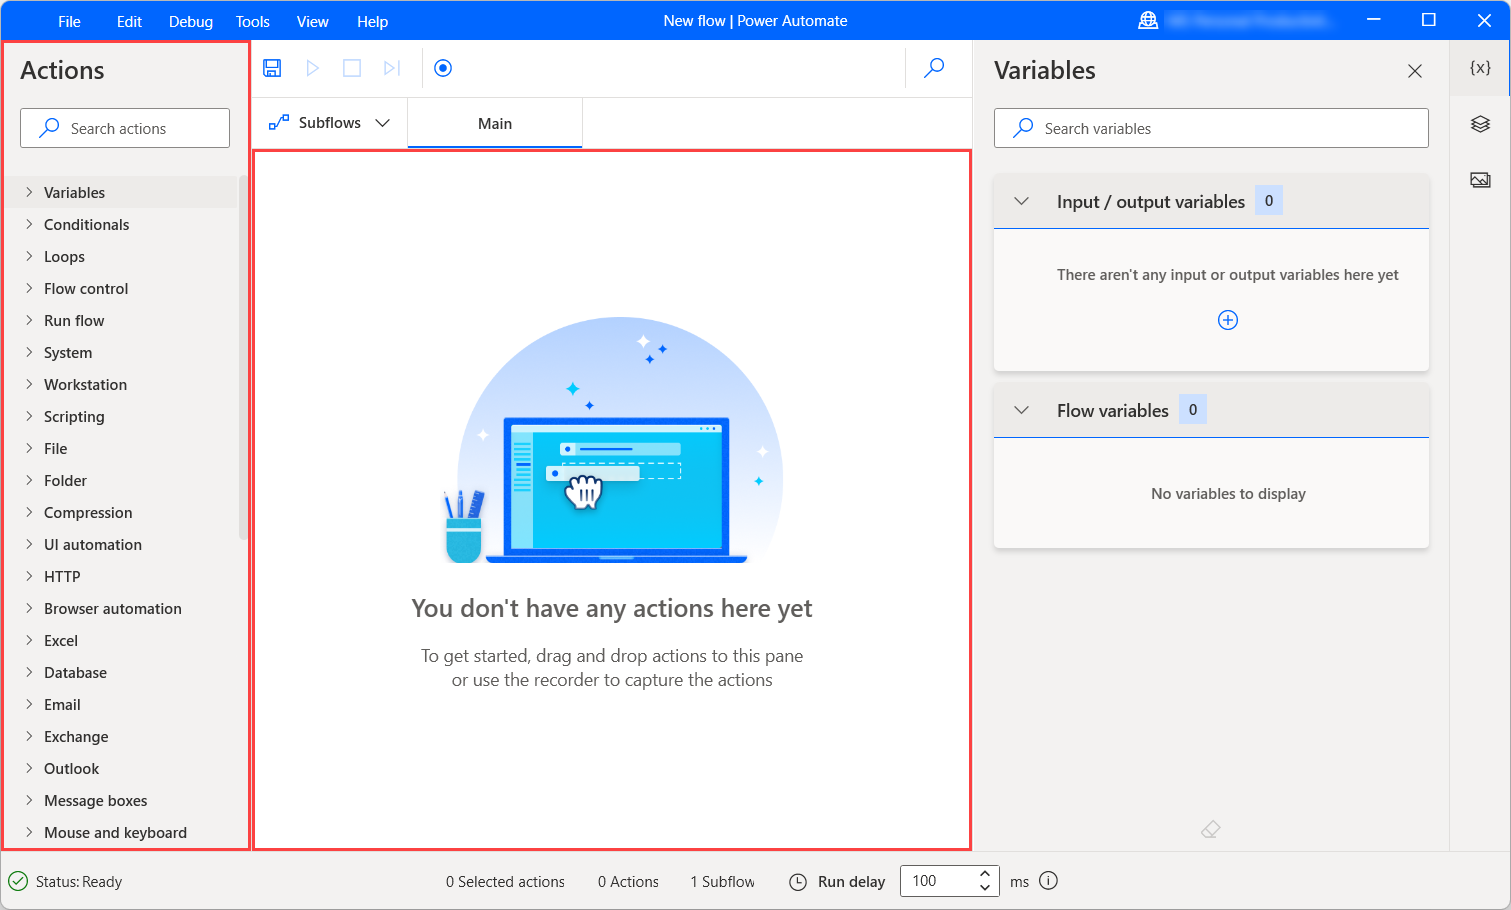 File Edit Debug Tools View Help
New flow | Power Automate
Actions
Search actions
Variables
Conditionals
Loops
Flow control
Run flow
System
Workstation
Scripting
File
Folder
Compression
UI automation
HTTP
Browser automation
Excel
Database
Email
Exchange
Outlook
Message boxes
Mouse and keyboard
Subflows
Main
You don't have any actions here yet
To get started, drag and drop actions to this pane
or use the recorder to capture the actions
Variables
{x}
Search variables
Input / output variables 0
There aren't any input or output variables here yet
Flow variables 0
No variables to display
Status: Ready
0 Selected actions
0 Actions
1 Subflow
Run delay
100
ms